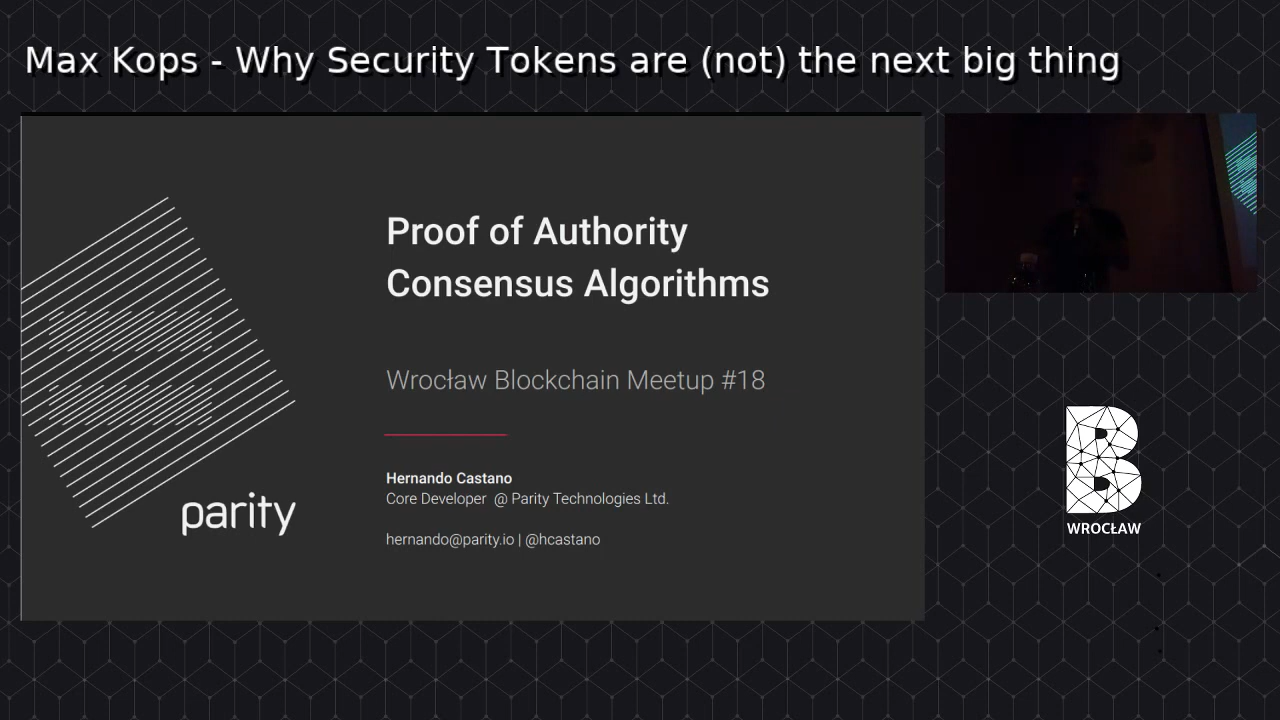 Max Kops - Why Security Tokens are (not) the next big thing
Proof of Authority
Consensus Algorithms
Wrocław Blockchain Meetup #18
Hernando Castano
Core Developer @ Parity Technologies Ltd.
hernando@parity.io | @hcastano
parity
B
WROCŁAW